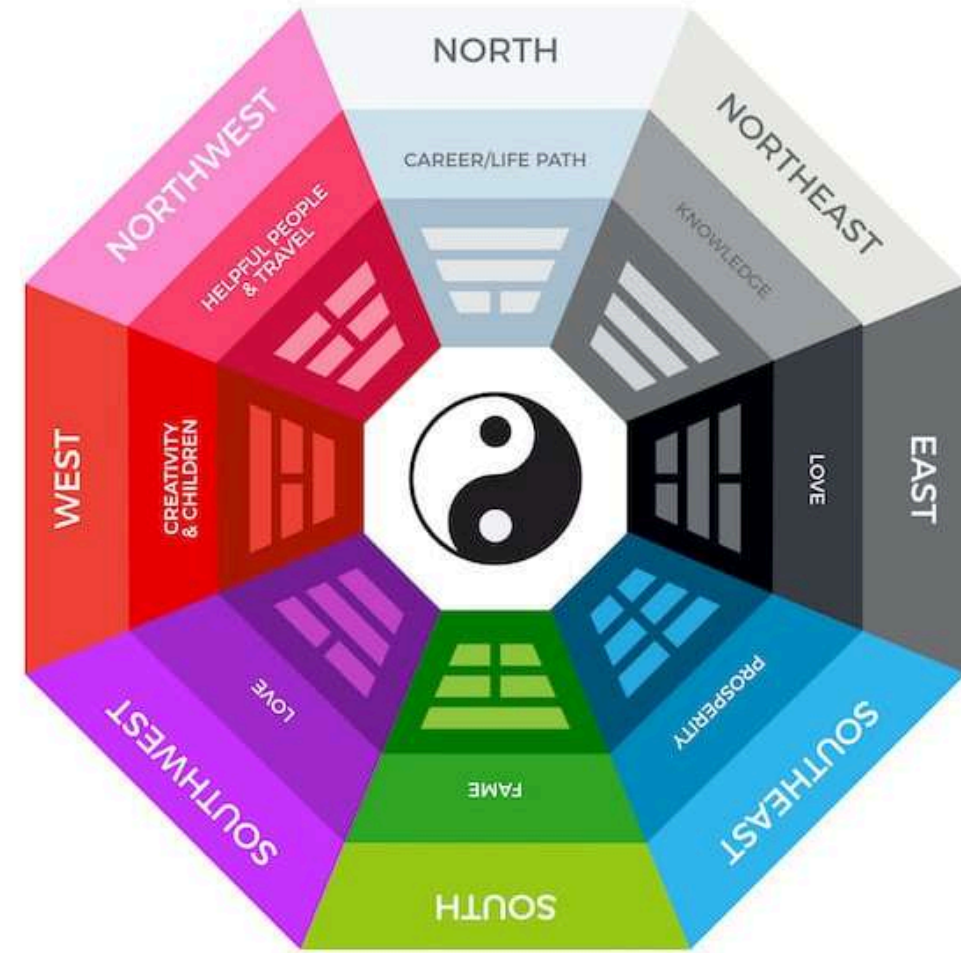 NORTH
CAREER/LIFE PATH
NORTHEAST
KNOWLEDGE
EAST
LOVE
SOUTHEAST
PROSPERITY
SOUTH
FAME
SOUTHWEST
LOVE
WEST
CREATIVITY
& CHILDREN
NORTHWEST
HELPFUL PEOPLE
& TRAVEL